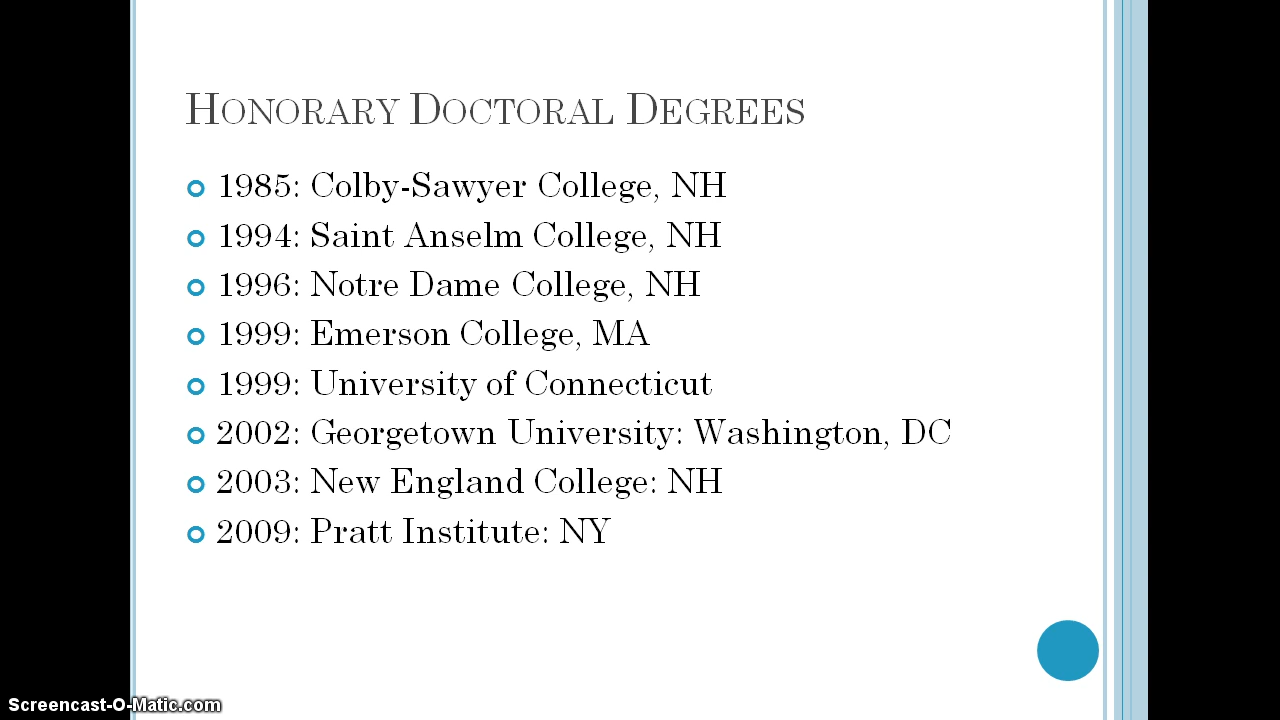 Honorary Doctoral Degrees
1985: Colby-Sawyer College, NH
1994: Saint Anselm College, NH
1996: Notre Dame College, NH
1999: Emerson College, MA
1999: University of Connecticut
2002: Georgetown University: Washington, DC
2003: New England College: NH
2009: Pratt Institute: NY
Screencast-O-Matic.com